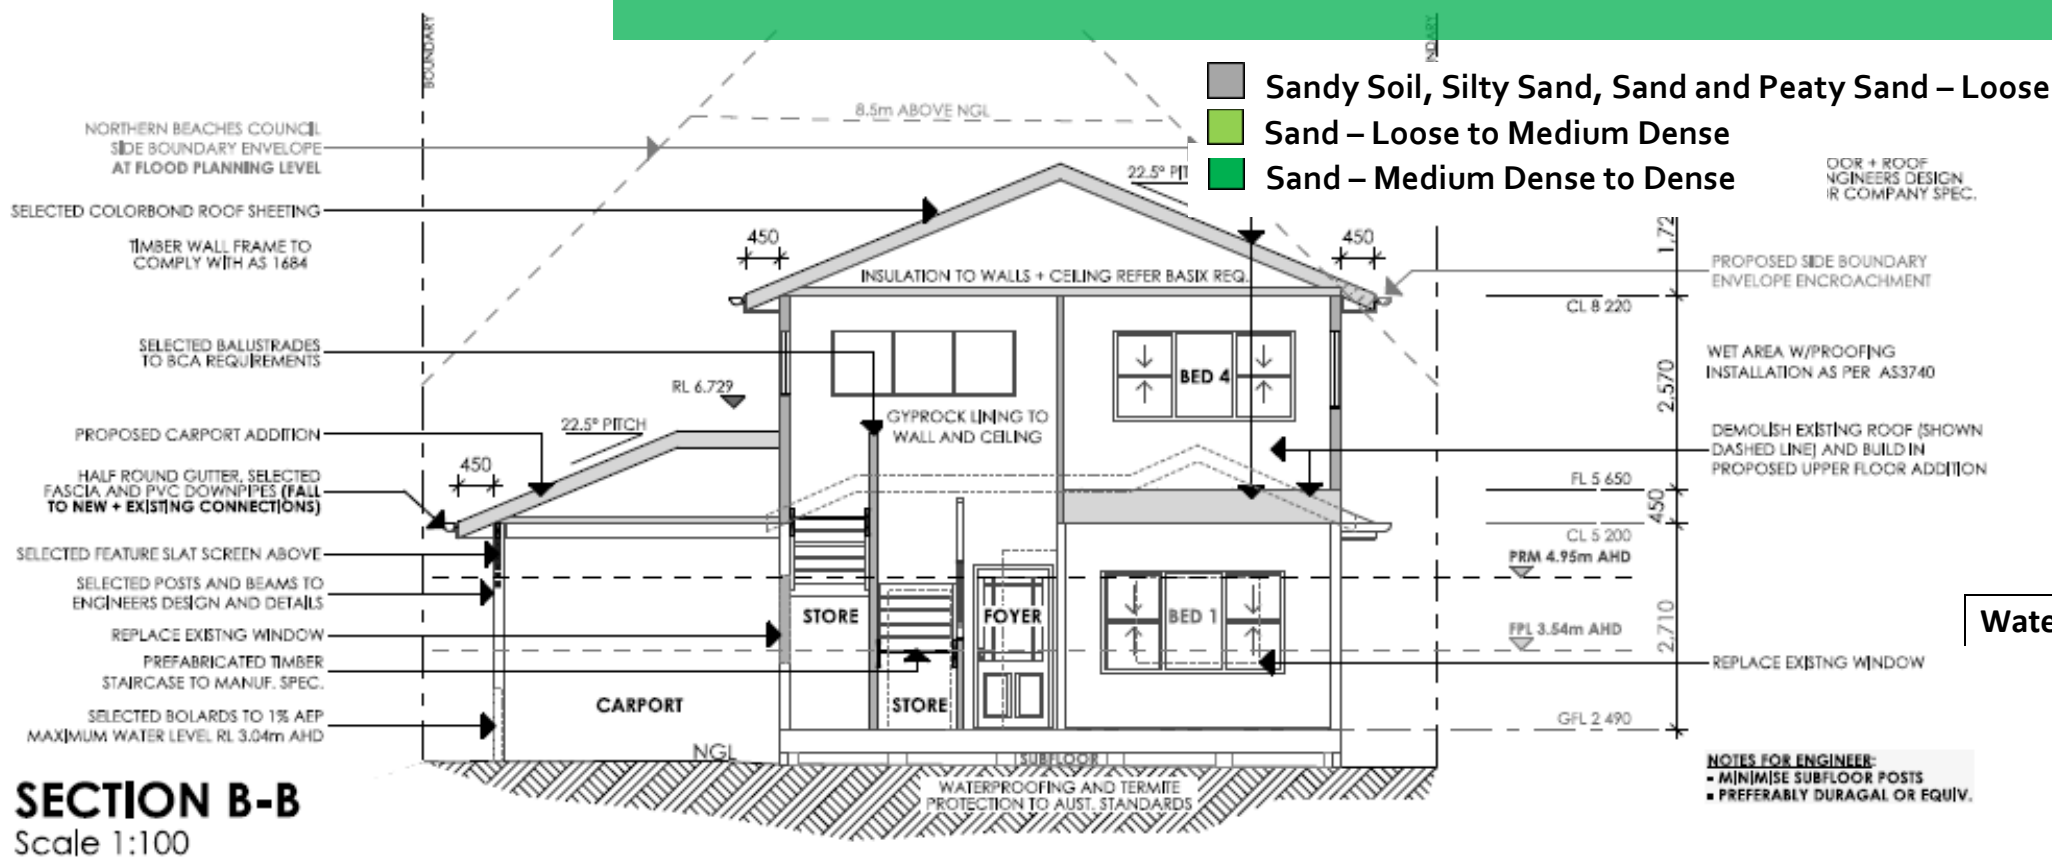 BOUNDARY
NDARY
Sandy Soil, Silty Sand, Sand and Peaty Sand – Loose
Sand – Loose to Medium Dense
Sand – Medium Dense to Dense
8.5m ABOVE NGL
NORTHERN BEACHES COUNCIL
SIDE BOUNDARY ENVELOPE
AT FLOOD PLANNING LEVEL
22.5° PIT
OOR + ROOF
NGINEERS DESIGN
R COMPANY SPEC.
SELECTED COLORBOND ROOF SHEETING
TIMBER WALL FRAME TO
COMPLY WITH AS 1684
450
450
1,72
INSULATION TO WALLS + CEILING REFER BASIX REQ.
PROPOSED SIDE BOUNDARY
ENVELOPE ENCROACHMENT
CL 8 220
SELECTED BALUSTRADES
TO BCA REQUIREMENTS
WET AREA W/PROOFING
INSTALLATION AS PER AS3740
RL 6.729
BED 4
2,570
GYPROCK LINING TO
WALL AND CEILING
22.5° PITCH
PROPOSED CARPORT ADDITION
DEMOLISH EXISTING ROOF (SHOWN
DASHED LINE) AND BUILD IN
PROPOSED UPPER FLOOR ADDITION
450
HALF ROUND GUTTER, SELECTED
FASCIA AND PVC DOWNPIPES (FALL
TO NEW + EXISTING CONNECTIONS)
FL 5 650
450
CL 5 200
SELECTED FEATURE SLAT SCREEN ABOVE
PRM 4.95m AHD
SELECTED POSTS AND BEAMS TO
ENGINEERS DESIGN AND DETAILS
STORE
FOYER
BED 1
2,710
FPL 3.54m AHD
Wate
REPLACE EXISTNG WINDOW
PREFABRICATED TIMBER
STAIRCASE TO MANUF. SPEC.
REPLACE EXISTNG WINDOW
CARPORT
STORE
SELECTED BOLARDS TO 1% AEP
MAXIMUM WATER LEVEL RL 3.04m AHD
GFL 2 490
NGL
SUBFLOOR
WATERPROOFING AND TERMITE
PROTECTION TO AUST. STANDARDS
NOTES FOR ENGINEER:
- MINIMISE SUBFLOOR POSTS
▪ PREFERABLY DURAGAL OR EQUIV.
SECTION B-B
Scale 1:100